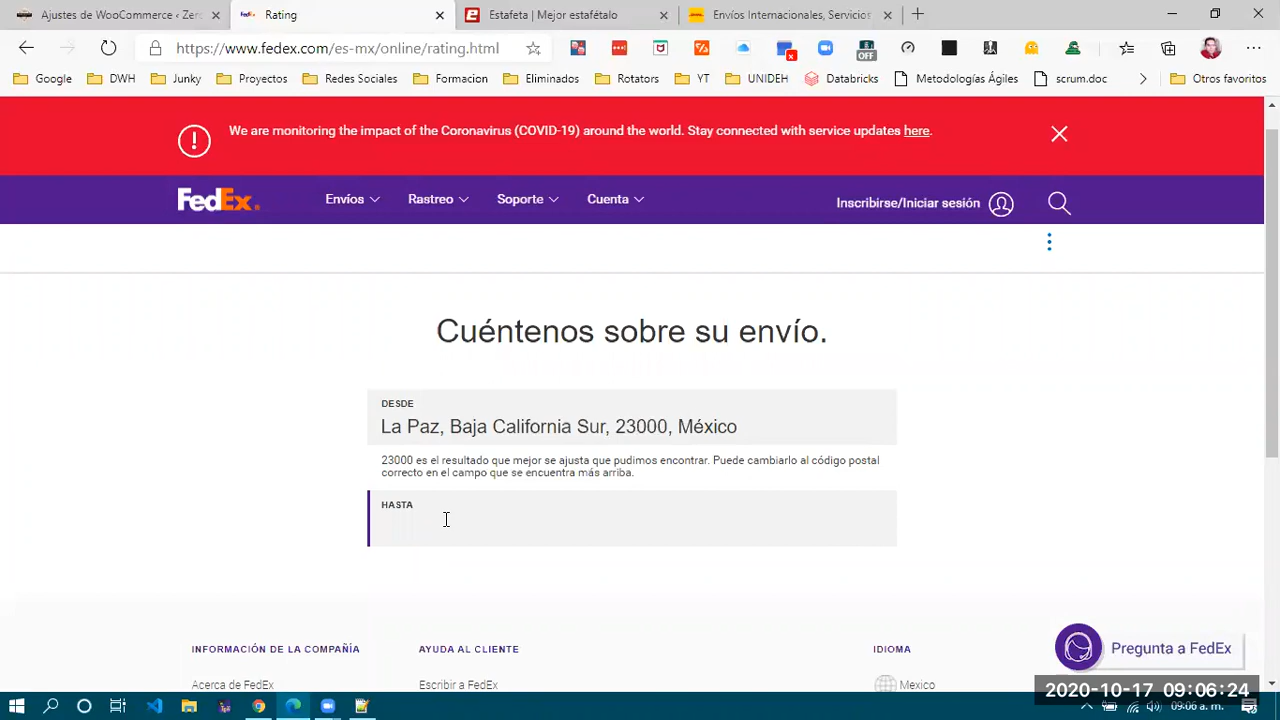 Ajustes de WooCommerce ‹ Zero
Rating
Estafeta | Mejor estafétalo
Envíos Internacionales, Servicios
https://www.fedex.com/es-mx/online/rating.html
OFF
Google
DWH
Junky
Proyectos
Redes Sociales
Formacion
Eliminados
Rotators
YT
UNIDEH
Databricks
Metodologías Ágiles
scrum.doc
Otros favoritos
We are monitoring the impact of the Coronavirus (COVID-19) around the world. Stay connected with service updates here.
FedEx.
Envíos
Rastreo
Soporte
Cuenta
Inscribirse/Iniciar sesión
Cuéntenos sobre su envío.
DESDE
La Paz, Baja California Sur, 23000, México
23000 es el resultado que mejor se ajusta que pudimos encontrar. Puede cambiarlo al código postal
correcto en el campo que se encuentra más arriba.
HASTA
INFORMACIÓN DE LA COMPAÑÍA
AYUDA AL CLIENTE
IDIOMA
Pregunta a FedEx
Acerca de FedEx
Escribir a FedEx
Mexico
2020-10-17 09:06:24
09:06 a. m.